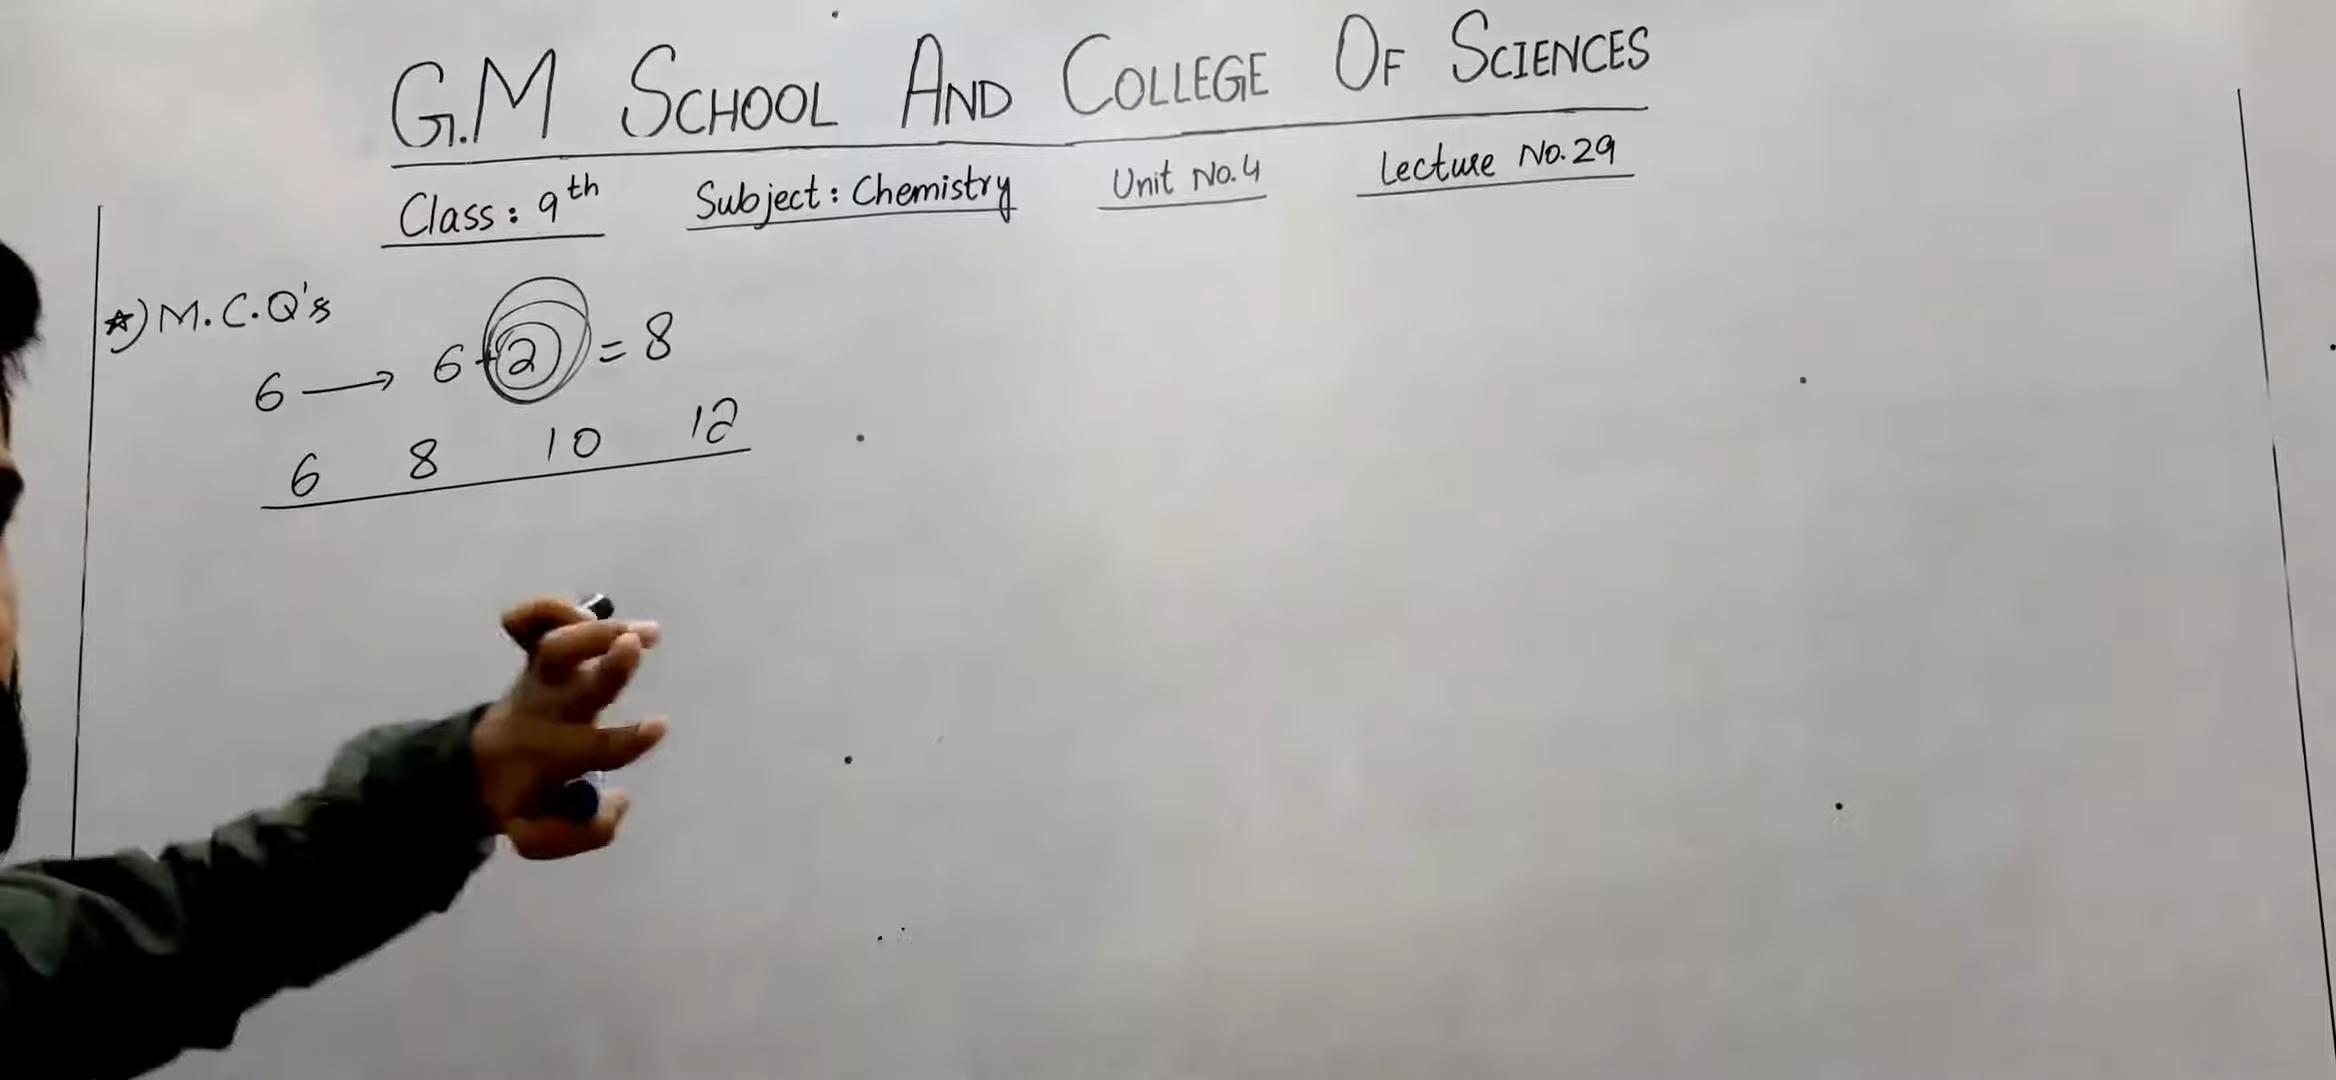 G.M SCHOOL AND COLLEGE OF SCIENCES
Class: 9th Subject: Chemistry Unit No.4 Lecture No.29
☆) M.C.Q's
6 → 6+2 = 8
6 8 10 12